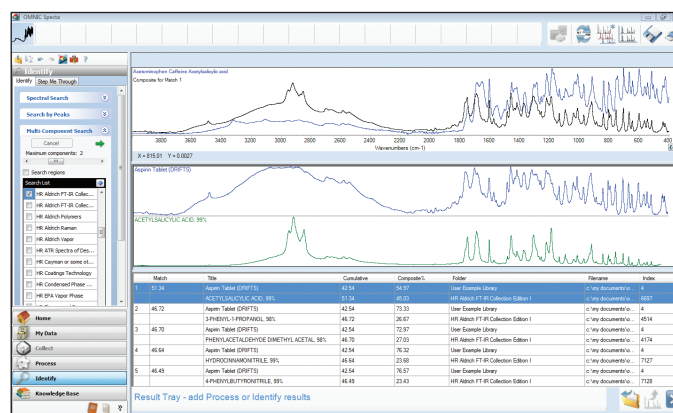 OMNIC Specta
Identify
Identify Step Me Through
Spectral Search
Search by Peaks
Multi-Component Search
Cancel
Maximum components: 2
Search regions
Search List
HR Aldrich FT-IR Collec...
HR Aldrich FT-IR Collec...
HR Aldrich Polymers
HR Aldrich Raman
HR Aldrich Vapor
HR ATR Spectra of Des...
HR Cayman or some ot...
HR Coatings Technology
HR Condensed Phase ...
HR EPA Vapor Phase
Home
My Data
Collect
Process
Identify
Knowledge Base
Acetominophen Caffeine Acetylsalicylic acid
Composite for Match 1
3800 3600 3400 3200 3000 2800 2600 2400 2200 2000 1800 1600 1400 1200 1000 800 600 400
Wavenumbers (cm-1)
X = 815.01 Y = 0.0027
Aspirin Tablet (DRIFTS)
ACETYLSALICYLIC ACID, 99%
Match Title Cumulative Composite% Folder Filename Index
1 51.34 Aspirin Tablet (DRIFTS) 42.54 54.97 User Example Library c:\my documents\o... 4
ACETYLSALICYLIC ACID, 99% 51.34 45.03 HR Aldrich FT-IR Collection Edition I c:\my documents\o... 6697
2 46.72 Aspirin Tablet (DRIFTS) 42.54 73.33 User Example Library c:\my documents\o... 4
3-PHENYL-1-PROPANOL, 98% 46.72 26.67 HR Aldrich FT-IR Collection Edition I c:\my documents\o... 4514
3 46.70 Aspirin Tablet (DRIFTS) 42.54 72.97 User Example Library c:\my documents\o... 4
PHENYLACETALDEHYDE DIMETHYL ACETAL, 98% 46.70 27.03 HR Aldrich FT-IR Collection Edition I c:\my documents\o... 4174
4 46.64 Aspirin Tablet (DRIFTS) 42.54 76.32 User Example Library c:\my documents\o... 4
HYDROCINNAMONITRILE, 99% 46.64 23.68 HR Aldrich FT-IR Collection Edition I c:\my documents\o... 7127
5 46.49 Aspirin Tablet (DRIFTS) 42.54 76.57 User Example Library c:\my documents\o... 4
4-PHENYLBUTYRONITRILE, 99% 46.49 23.43 HR Aldrich FT-IR Collection Edition I c:\my documents\o... 7128
Result Tray - add Process or Identify results